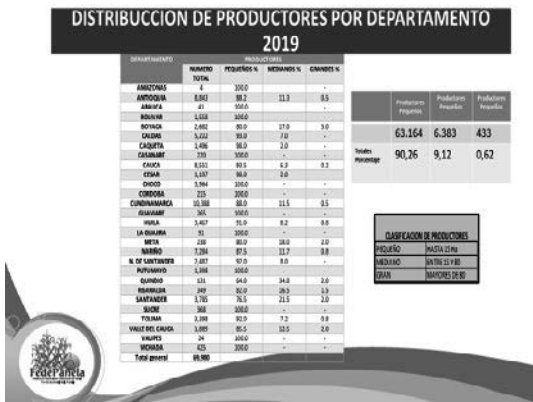 DISTRIBUCCION DE PRODUCTORES POR DEPARTAMENTO
2019
DEPARTAMENTO PRODUCTORES
NUMERO TOTAL PEQUEÑOS % MEDIANOS % GRANDES %
AMAZONAS 4 100.0 -
ANTIOQUIA 8,843 88.2 11.3 0.5
ARAUCA 41 100.0 - -
BOLIVAR 1,558 100.0
BOYACA 2,602 80.0 17.0 3.0
CALDAS 5,222 93.0 7.0 -
CAQUETA 3,496 98.0 2.0 -
CASANARE 220 100.0 - -
CAUCA 8,531 93.5 6.3 0.2
CESAR 1,107 98.0 2.0
CHOCO 3,964 100.0 - -
CORDOBA 215 100.0 - -
CUNDINAMARCA 10,388 88.0 11.5 0.5
GUAVIARE 365 100.0 - -
HUILA 3,467 91.0 8.2 0.8
LA GUAJIRA 91 100.0 - -
META 238 80.0 18.0 2.0
NARIÑO 7,294 87.5 11.7 0.8
N. DE SANTANDER 2,407 92.0 8.0 -
PUTUMAYO 1,398 100.0
QUINDIO 131 64.0 34.0 2.0
RISARALDA 349 82.0 16.5 1.5
SANTANDER 3,785 76.5 21.5 2.0
SUCRE 368 100.0 - -
TOLIMA 2,398 92.0 7.2 0.8
VALLE DEL CAUCA 1,089 85.5 12.5 2.0
VAUPES 24 100.0 - -
VICHADA 425 100.0 - -
Total general 69,980
Productores Pequeños Productores Pequeños Productores Pequeños
63.164 6.383 433
Totales Porcentaje 90,26 9,12 0,62
CLASIFICACION DE PRODUCTORES
PEQUEÑO HASTA 15 Ha
MEDIANO ENTRE 15 Y 80
GRAN MAYORES DE 80
FedePanela